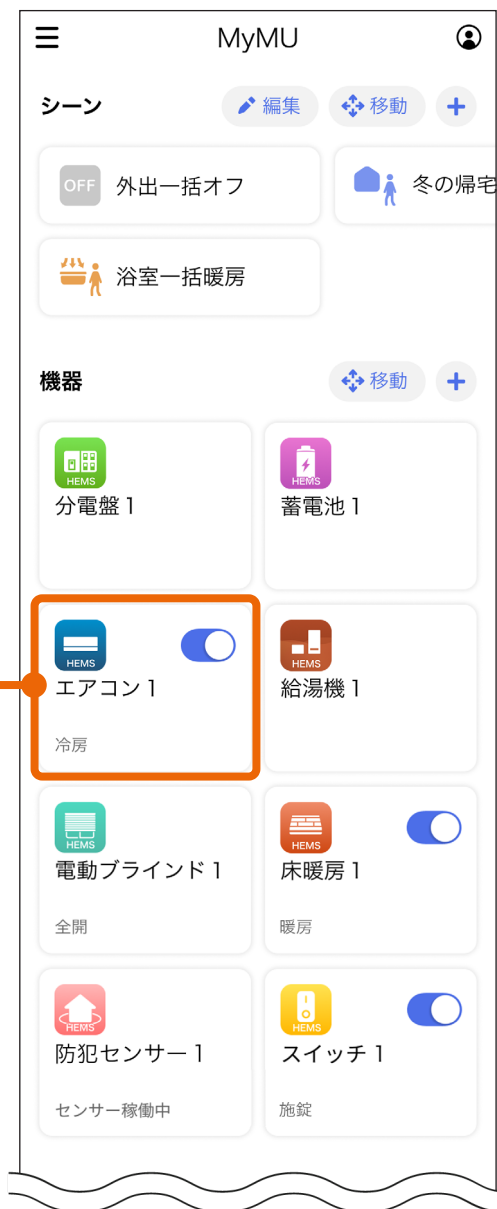 MyMU
シーン
編集
移動
OFF
外出一括オフ
冬の帰宅
浴室一括暖房
機器
移動
HEMS
分電盤 1
HEMS
蓄電池 1
HEMS
エアコン 1
冷房
HEMS
給湯機 1
HEMS
電動ブラインド 1
全開
HEMS
床暖房 1
暖房
HEMS
防犯センサー 1
センサー稼働中
HEMS
スイッチ 1
施錠